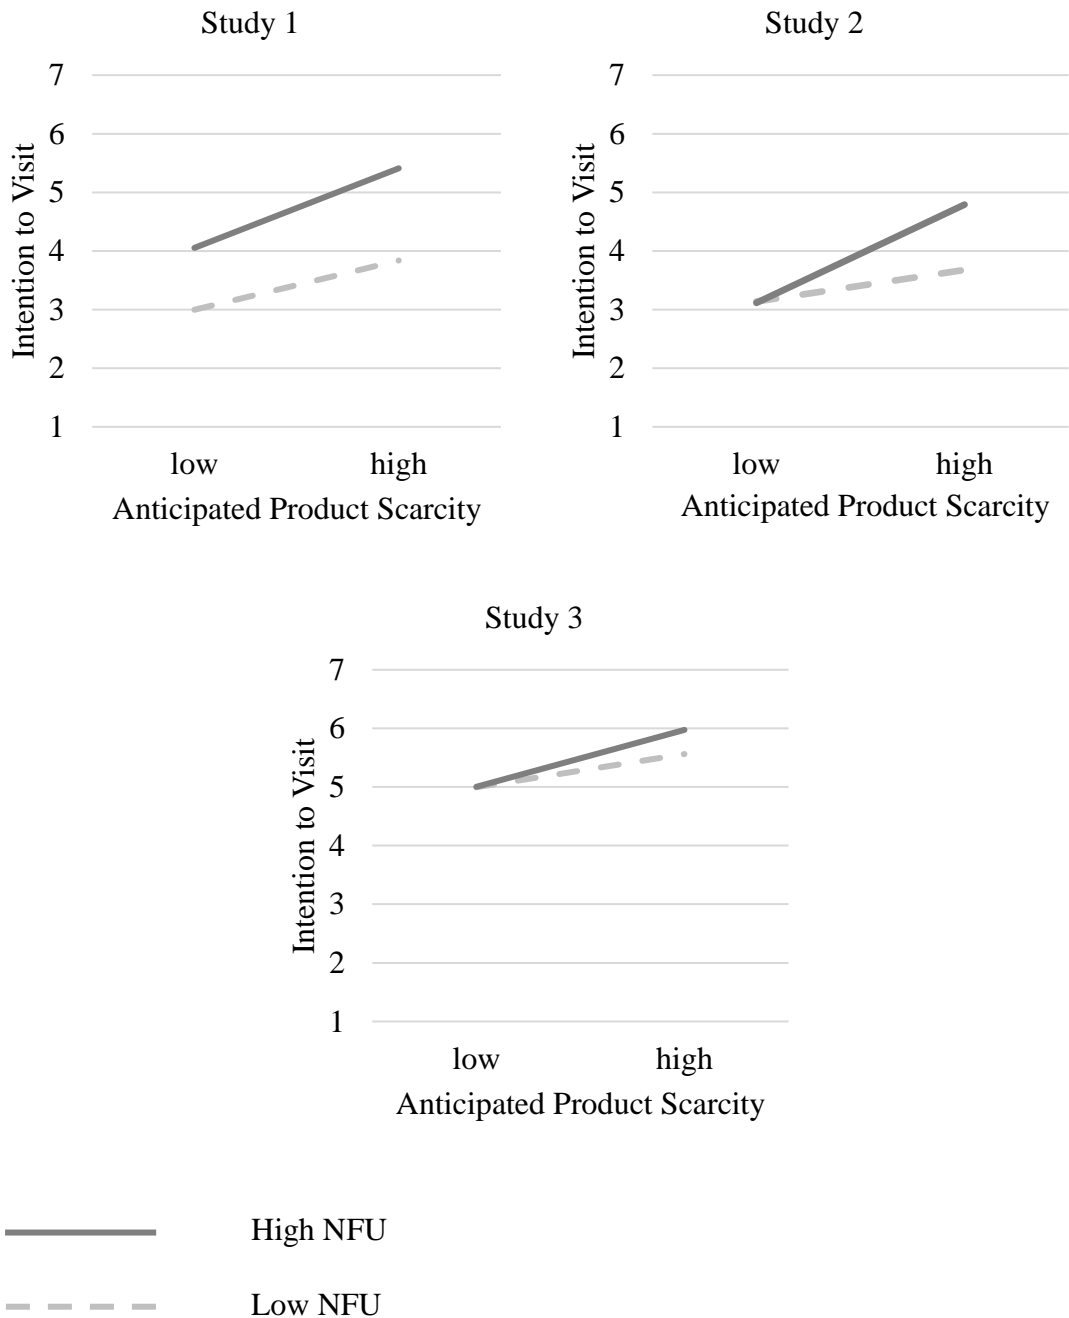 Study 1
7
6
5
4
3
2
1
Intention to Visit
low high
Anticipated Product Scarcity
Study 2
7
6
5
4
3
2
1
Intention to Visit
low high
Anticipated Product Scarcity
Study 3
7
6
5
4
3
2
1
Intention to Visit
low high
Anticipated Product Scarcity
High NFU
Low NFU